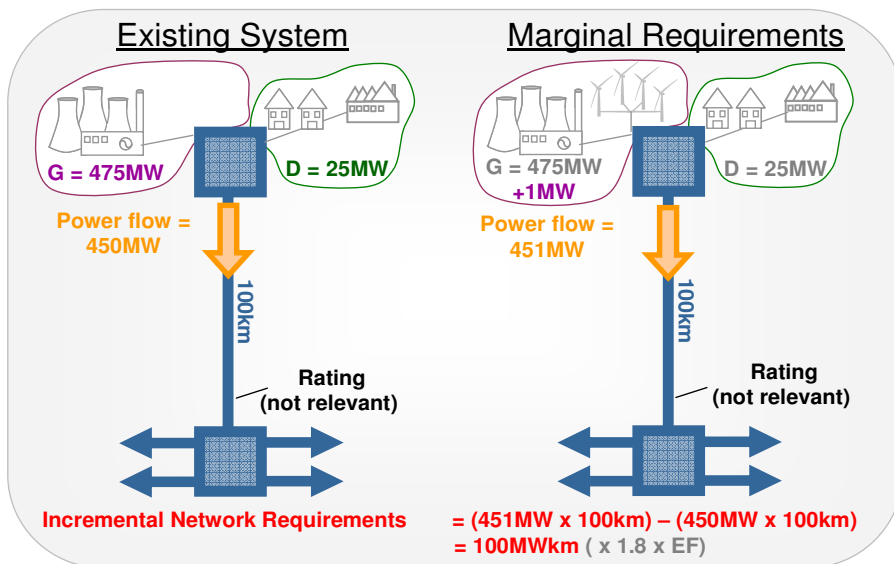 Existing System
G = 475MW
D = 25MW
Power flow =
450MW
100km
Rating
(not relevant)
Marginal Requirements
G = 475MW
+1MW
D = 25MW
Power flow =
451MW
100km
Rating
(not relevant)
Incremental Network Requirements
= (451MW x 100km) – (450MW x 100km)
= 100MWkm ( x 1.8 x EF)